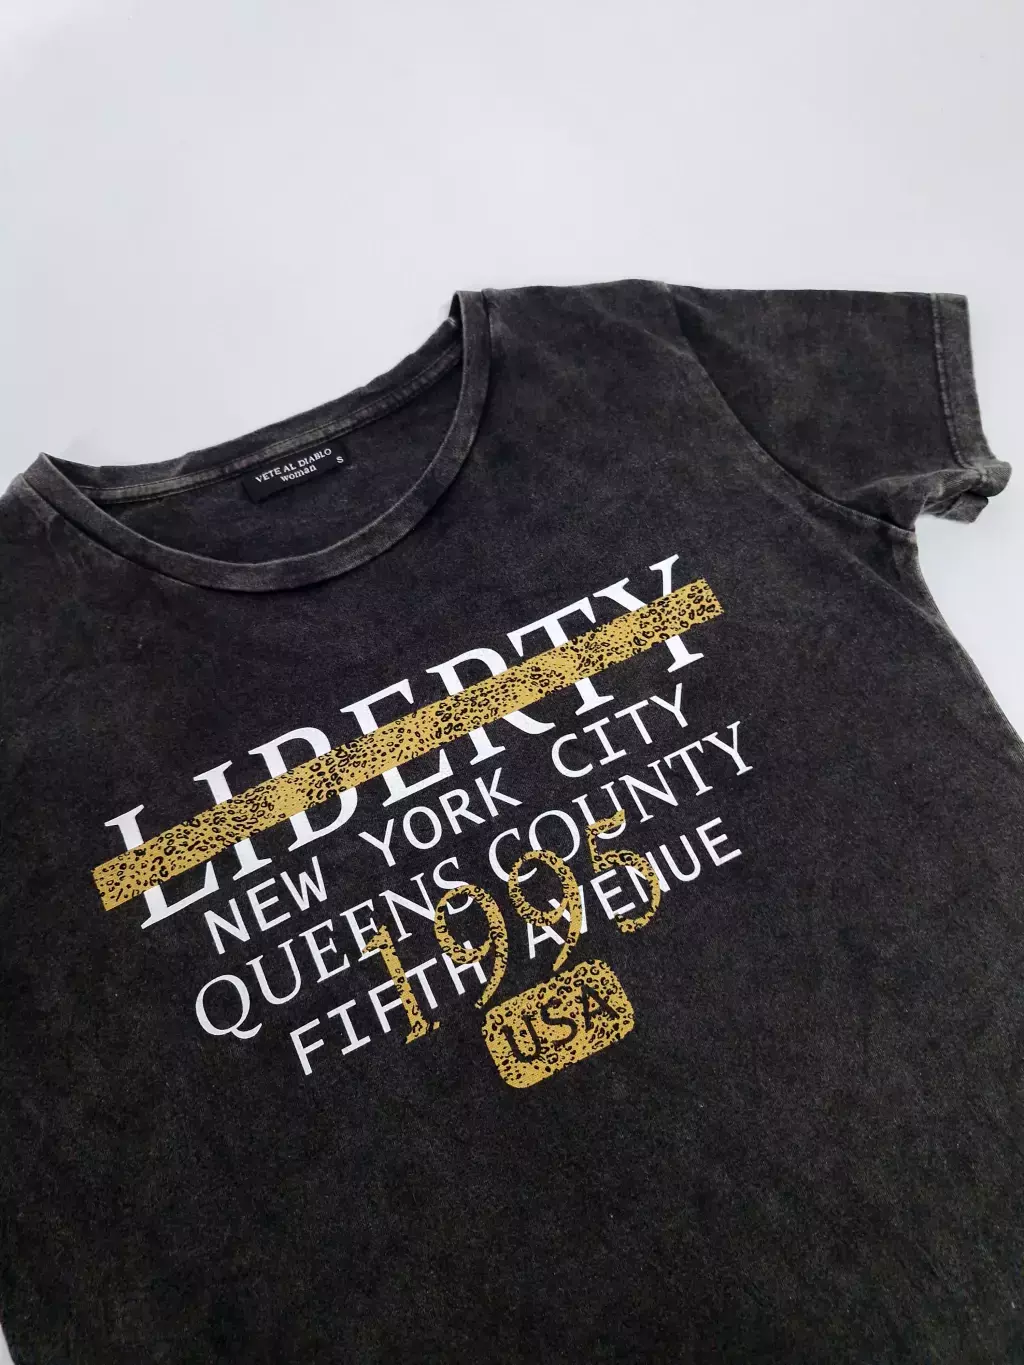 VETE AL DIABLO
woman
S
LIBERTY
NEW YORK CITY
QUEENS COUNTY
1995
FIFTH AVENUE
USA